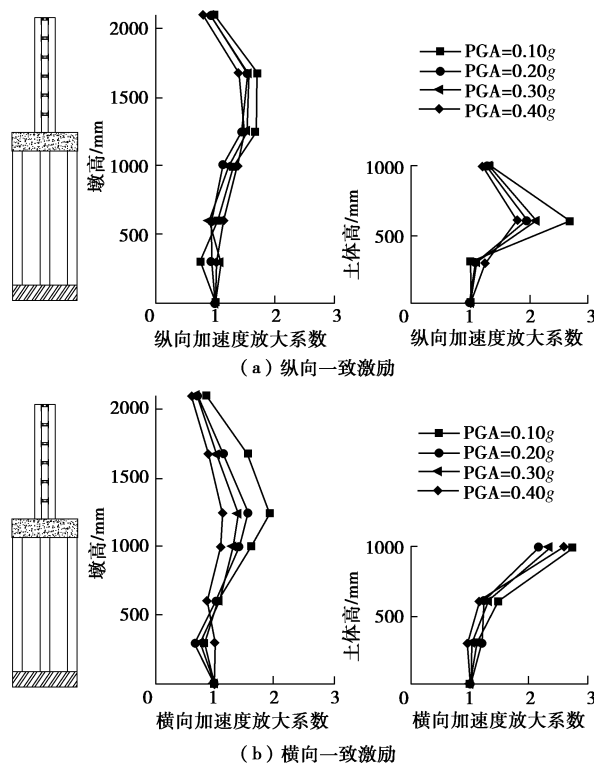 2000
1500
1000
500
0
1
2
3
墩高/mm
纵向加速度放大系数
PGA=0.10g
PGA=0.20g
PGA=0.30g
PGA=0.40g
1000
500
0
1
2
3
土体高/mm
纵向加速度放大系数
（a）纵向一致激励
2000
1500
1000
500
0
1
2
3
墩高/mm
横向加速度放大系数
PGA=0.10g
PGA=0.20g
PGA=0.30g
PGA=0.40g
1000
500
0
1
2
3
土体高/mm
横向加速度放大系数
（b）横向一致激励